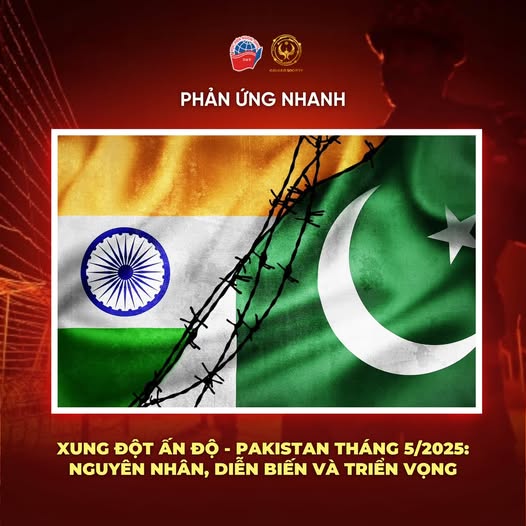 PHẢN ỨNG NHANH
XUNG ĐỘT ẤN ĐỘ - PAKISTAN THÁNG 5/2025:
NGUYÊN NHÂN, DIỄN BIẾN VÀ TRIỂN VỌNG